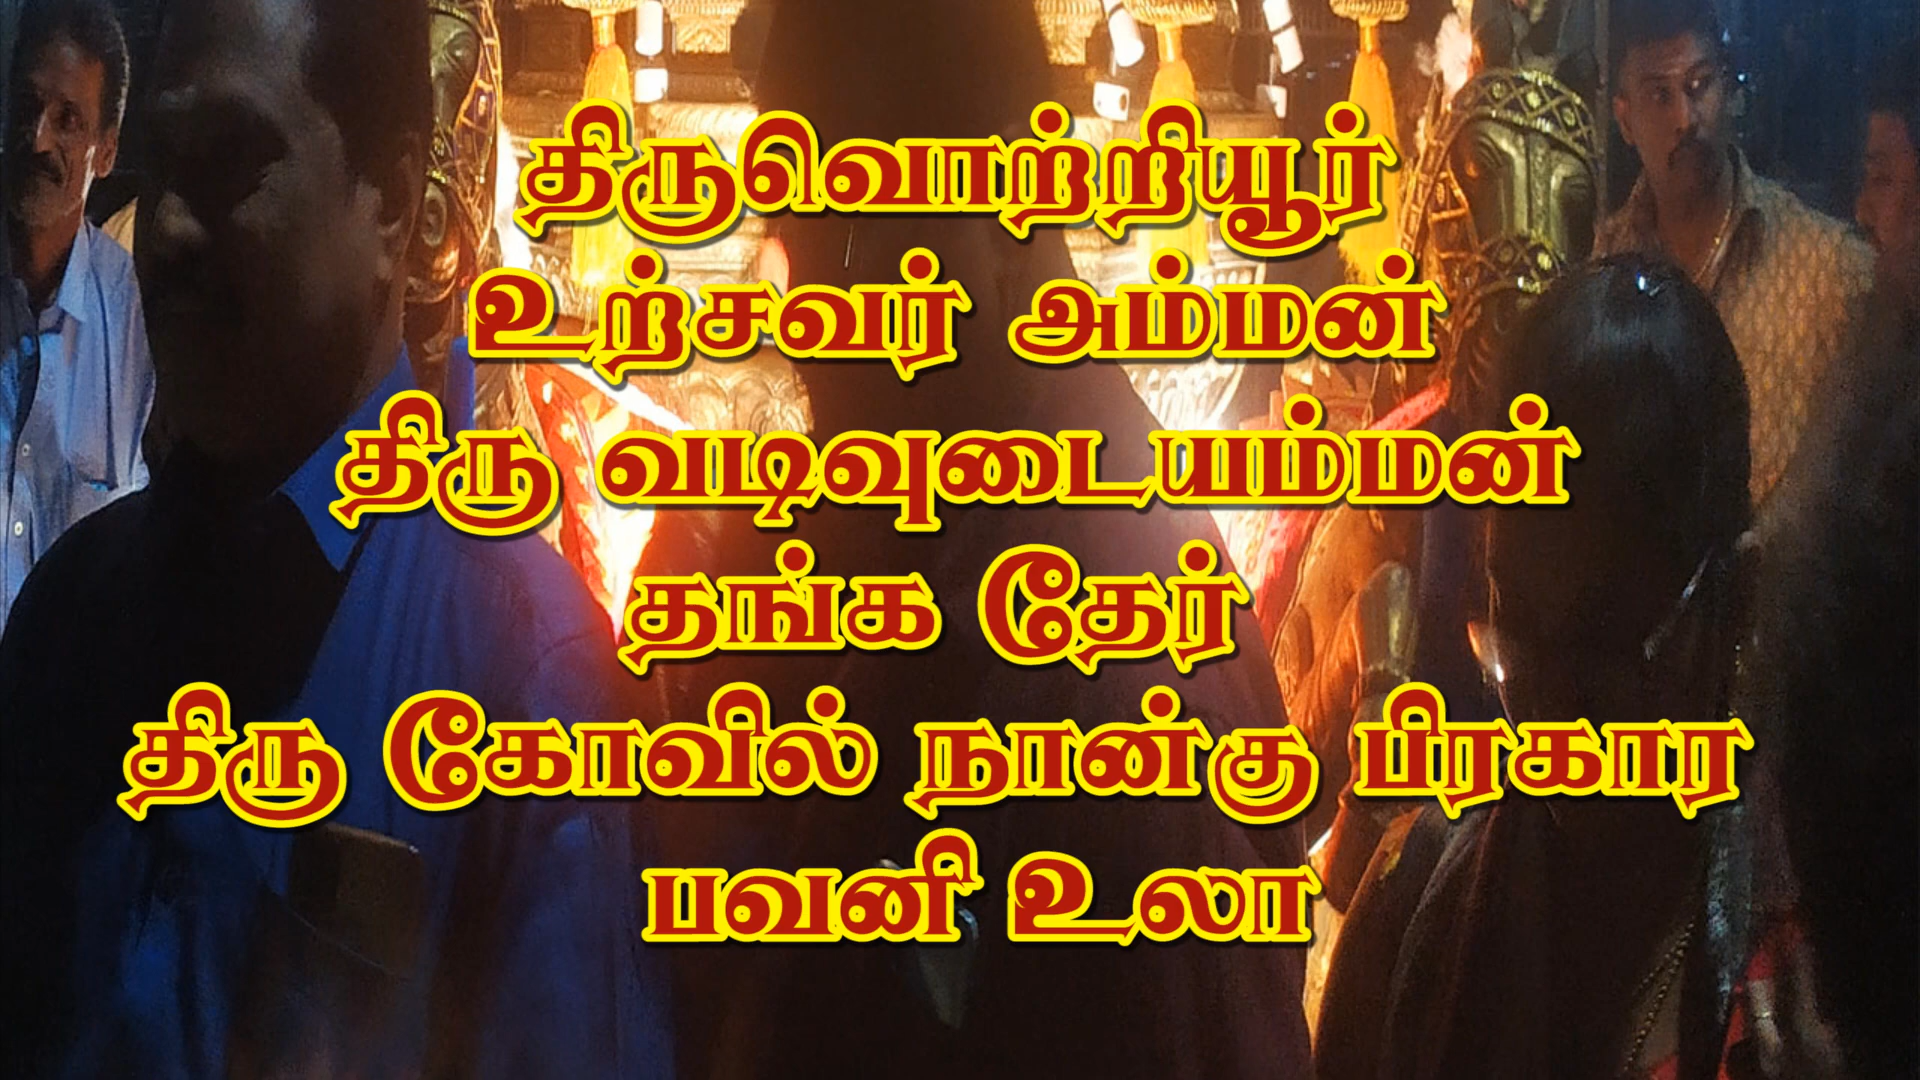 திருவொற்றியூர்
உற்சவர் அம்மன்
திரு வடிவுடையம்மன்
தங்க தேர்
திரு கோவில் நான்கு பிரகார
பவனி உலா